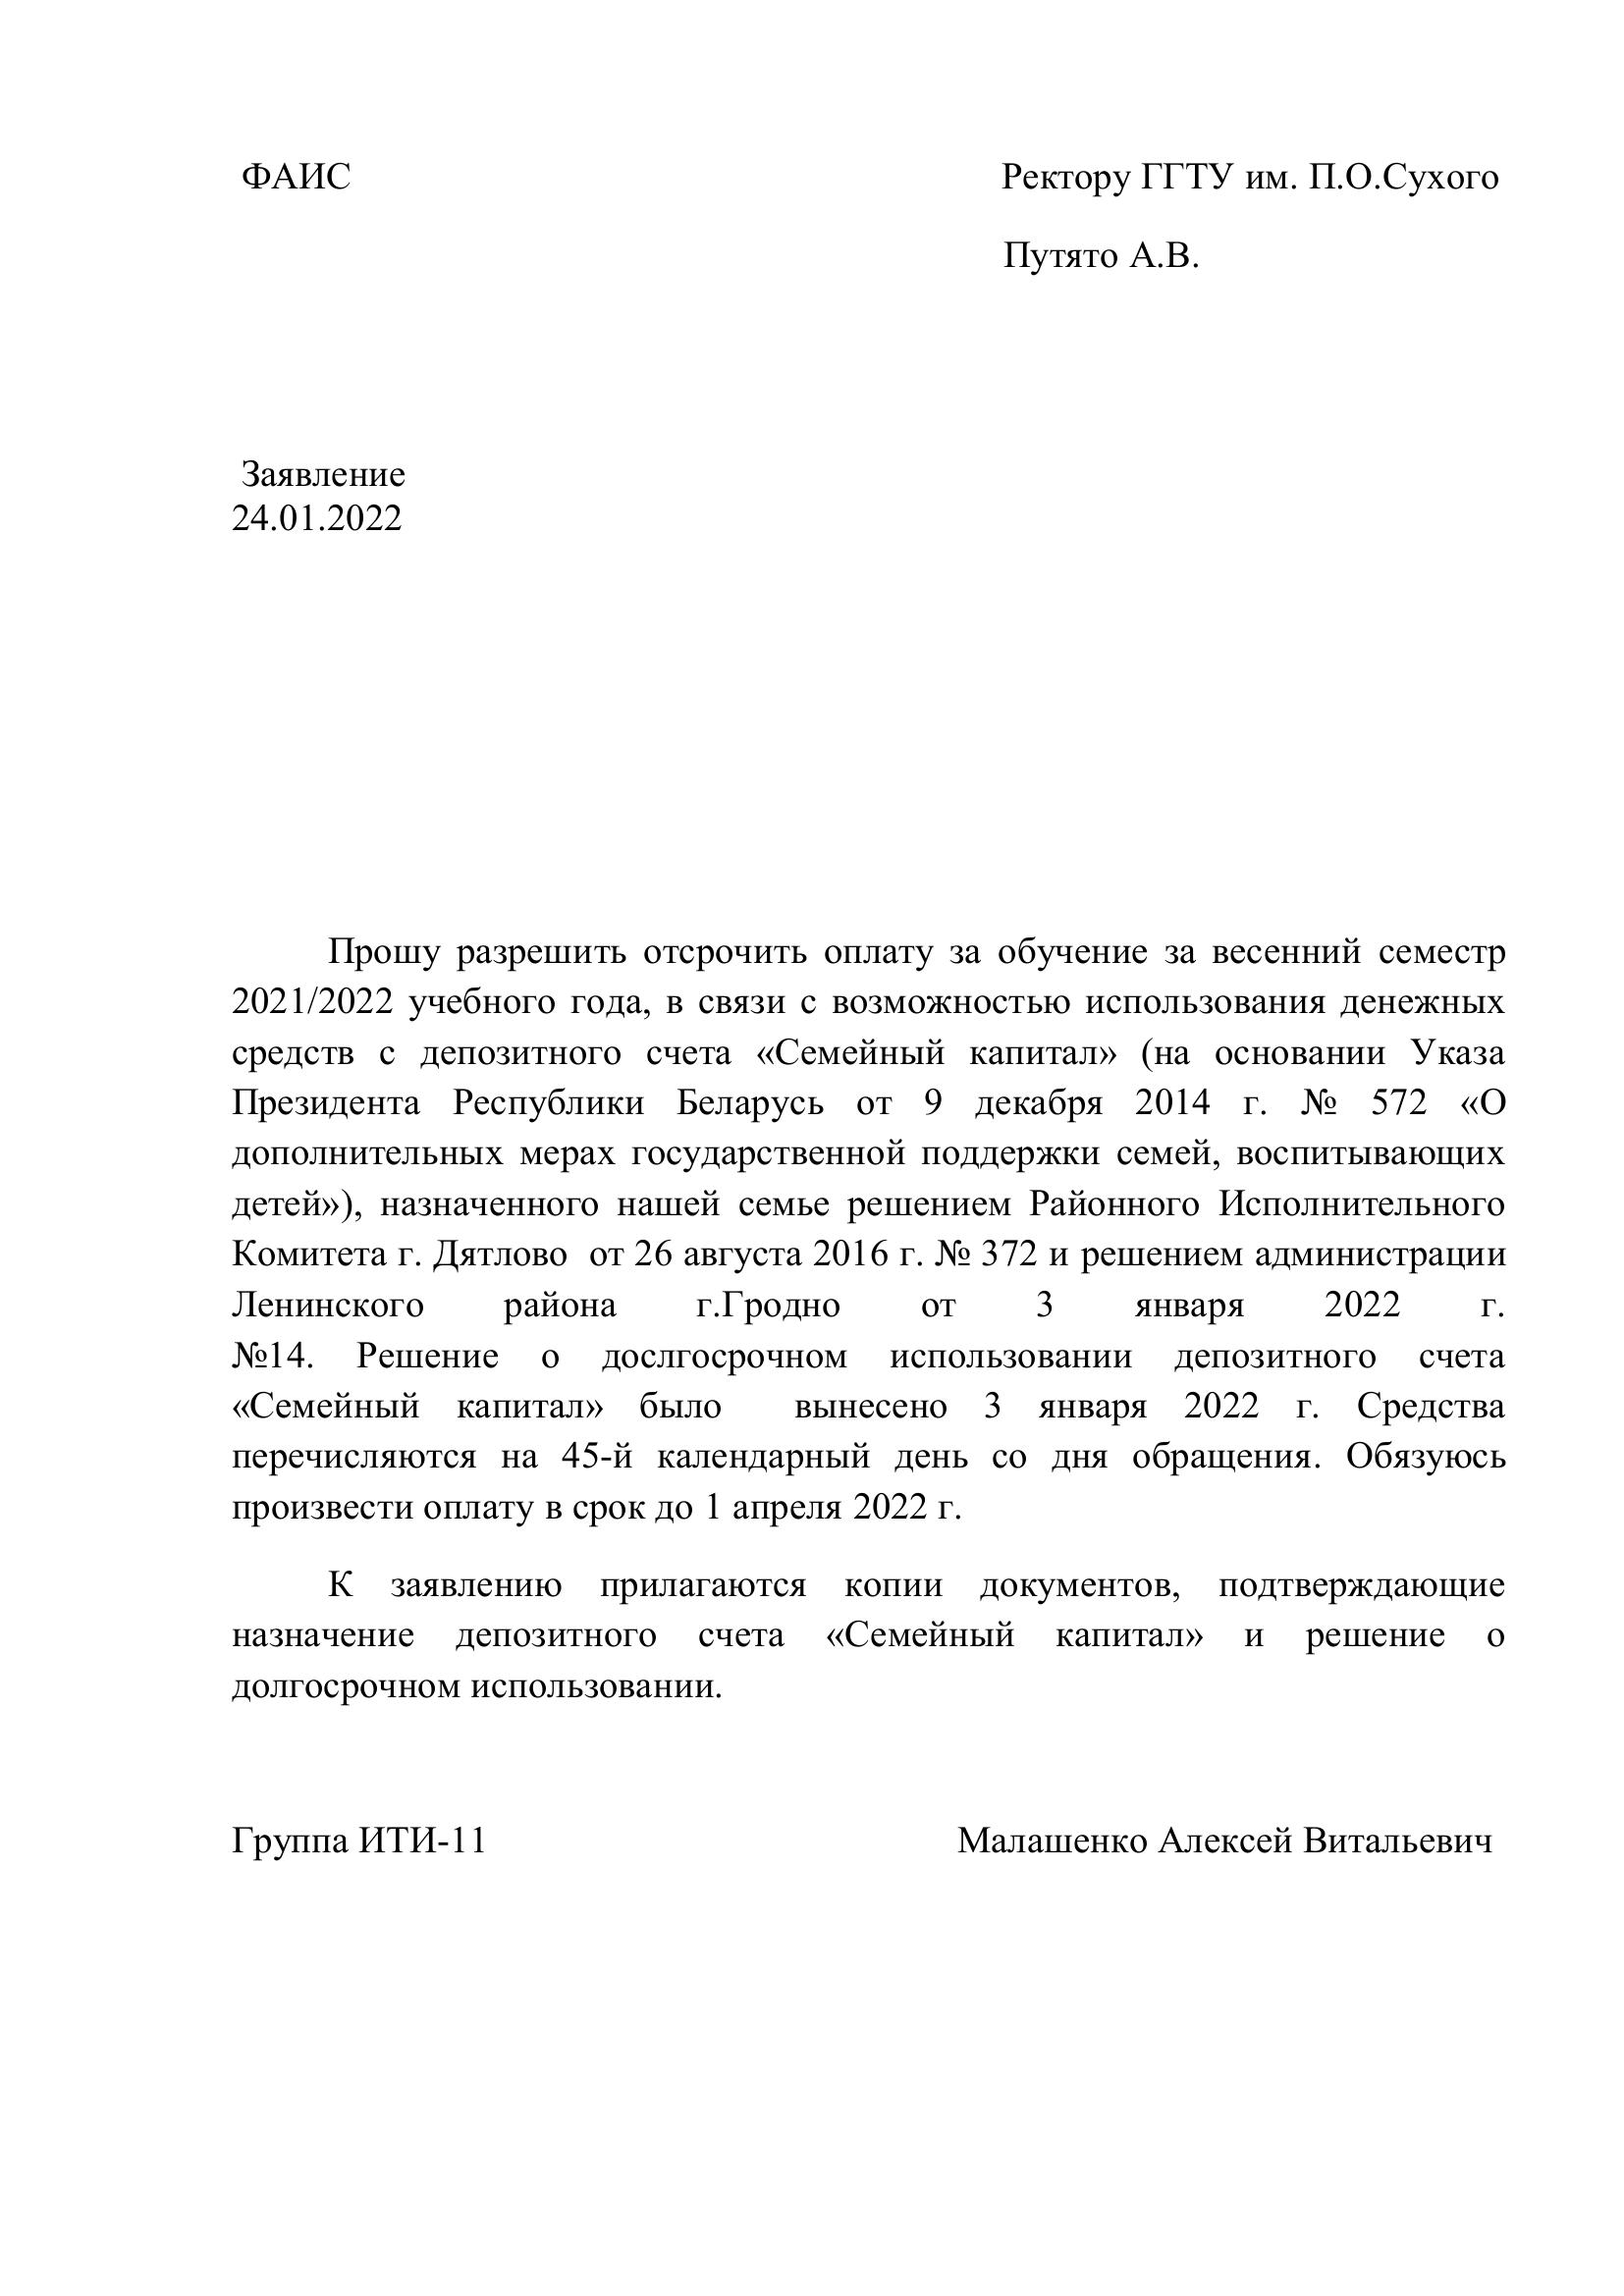 ФАИС Ректору ГГТУ им. П.О.Сухого
Путято А.В.
Заявление
24.01.2022
Прошу разрешить отсрочить оплату за обучение за весенний семестр
2021/2022 учебного года, в связи с возможностью использования денежных
средств с депозитного счета «Семейный капитал» (на основании Указа
Президента Республики Беларусь от 9 декабря 2014 г. № 572 «О
дополнительных мерах государственной поддержки семей, воспитывающих
детей»), назначенного нашей семье решением Районного Исполнительного
Комитета г. Дятлово от 26 августа 2016 г. № 372 и решением администрации
Ленинского района г.Гродно от 3 января 2022 г.
№14. Решение о дослгосрочном использовании депозитного счета
«Семейный капитал» было вынесено 3 января 2022 г. Средства
перечисляются на 45-й календарный день со дня обращения. Обязуюсь
произвести оплату в срок до 1 апреля 2022 г.
К заявлению прилагаются копии документов, подтверждающие
назначение депозитного счета «Семейный капитал» и решение о
долгосрочном использовании.
Группа ИТИ-11 Малашенко Алексей Витальевич